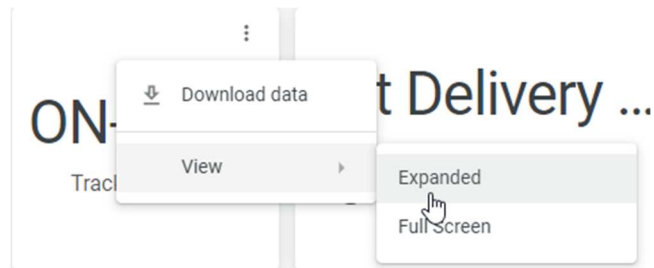 Download data
t Delivery ...
ON-
View
Trac
Expanded
Full Screen